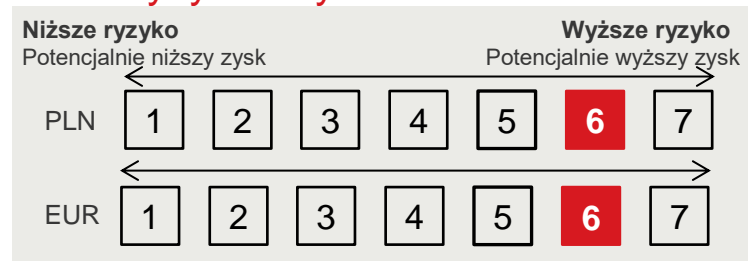 Niższe ryzyko Wyższe ryzyko
Potencjalnie niższy zysk Potencjalnie wyższy zysk
PLN 1 2 3 4 5 6 7
EUR 1 2 3 4 5 6 7